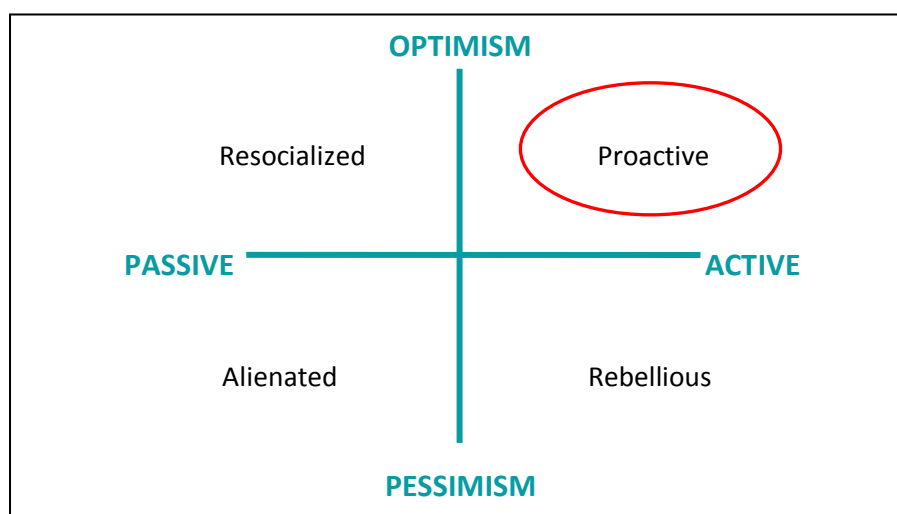 OPTIMISM
Resocialized
Proactive
PASSIVE
ACTIVE
Alienated
Rebellious
PESSIMISM